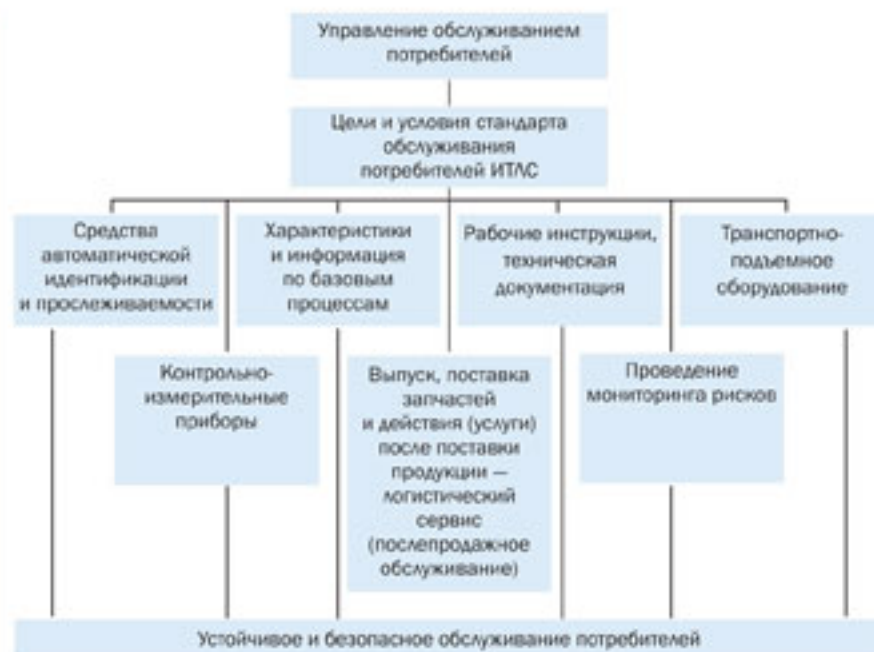 Управление обслуживанием
потребителей
Цели и условия стандарта
обслуживания
потребителей ИТЛС
Средства
автоматической
идентификации
и прослеживаемости
Характеристики
и информация
по базовым
процессам
Рабочие инструкции,
техническая
документация
Транспортно-
подъемное
оборудование
Контрольно-
измерительные
приборы
Выпуск, поставка
запчастей
и действия (услуги)
после поставки
продукции —
логистический
сервис
(послепродажное
обслуживание)
Проведение
мониторинга рисков
Устойчивое и безопасное обслуживание потребителей